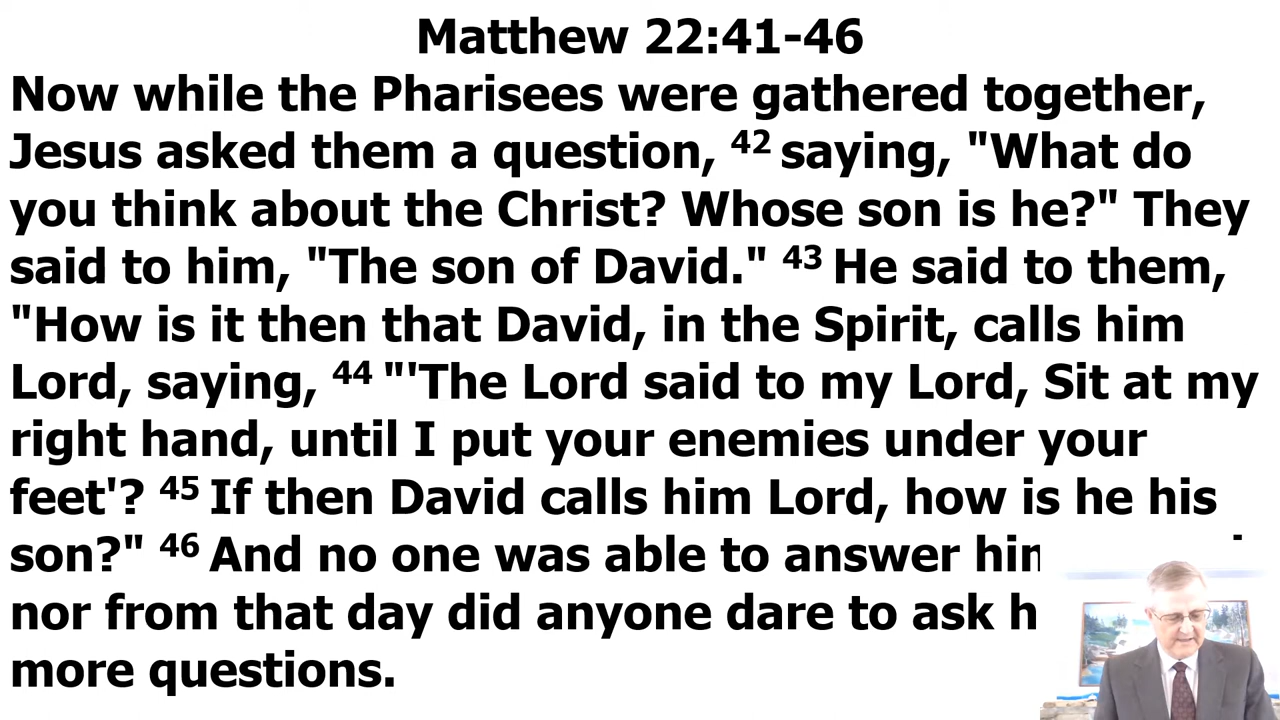 Matthew 22:41-46
Now while the Pharisees were gathered together,
Jesus asked them a question, 42 saying, "What do
you think about the Christ? Whose son is he?" They
said to him, "The son of David." 43 He said to them,
"How is it then that David, in the Spirit, calls him
Lord, saying, 44 "'The Lord said to my Lord, Sit at my
right hand, until I put your enemies under your
feet'? 45 If then David calls him Lord, how is he his
son?" 46 And no one was able to answer
nor from that day did anyone dare to ask
more questions.